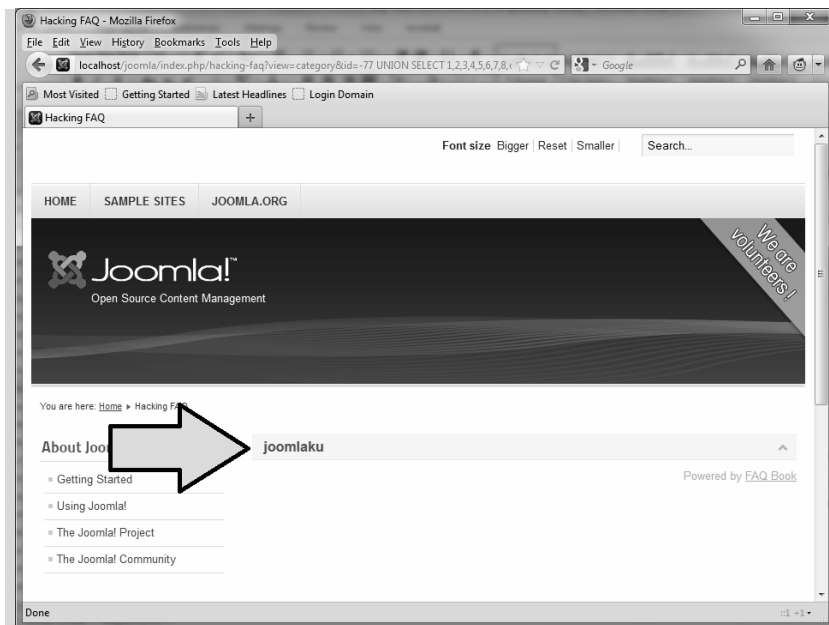 Hacking FAQ - Mozilla Firefox
File Edit View History Bookmarks Tools Help
localhost/joomla/index.php/hacking-faq?view=category&id=-77 UNION SELECT 1,2,3,4,5,6,7,8, Google
Most Visited Getting Started Latest Headlines Login Domain
Hacking FAQ
Font size Bigger Reset Smaller Search...
HOME SAMPLE SITES JOOMLA.ORG
Joomla!™
Open Source Content Management
We are volunteers!
You are here: Home Hacking FAQ
About
joomlaku
Getting Started
Powered by FAQ Book
Using Joomla!
The Joomla! Project
The Joomla! Community
Done